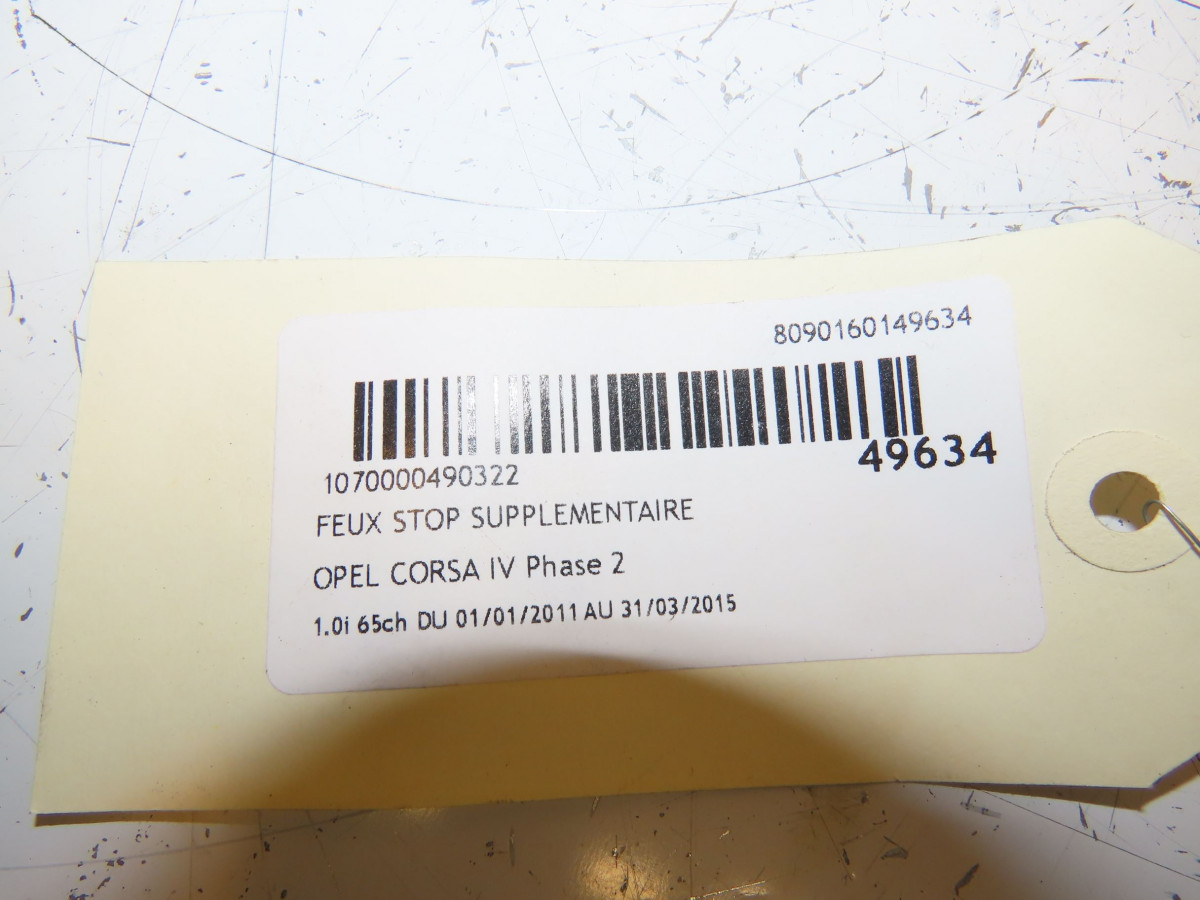 8090160149634
49634
1070000490322
FEUX STOP SUPPLEMENTAIRE
OPEL CORSA IV Phase 2
1.0i 65ch DU 01/01/2011 AU 31/03/2015